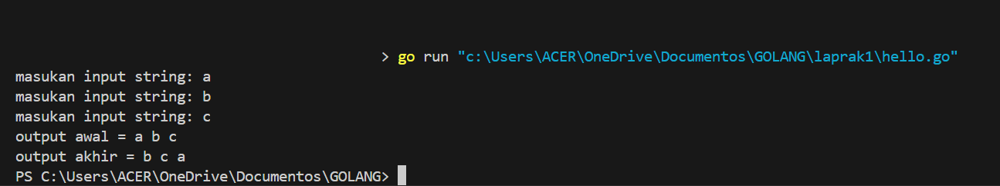 > go run "c:\Users\ACER\OneDrive\Documentos\GOLANG\laprak1\hello.go"
masukan input string: a
masukan input string: b
masukan input string: c
output awal = a b c
output akhir = b c a
PS C:\Users\ACER\OneDrive\Documentos\GOLANG>